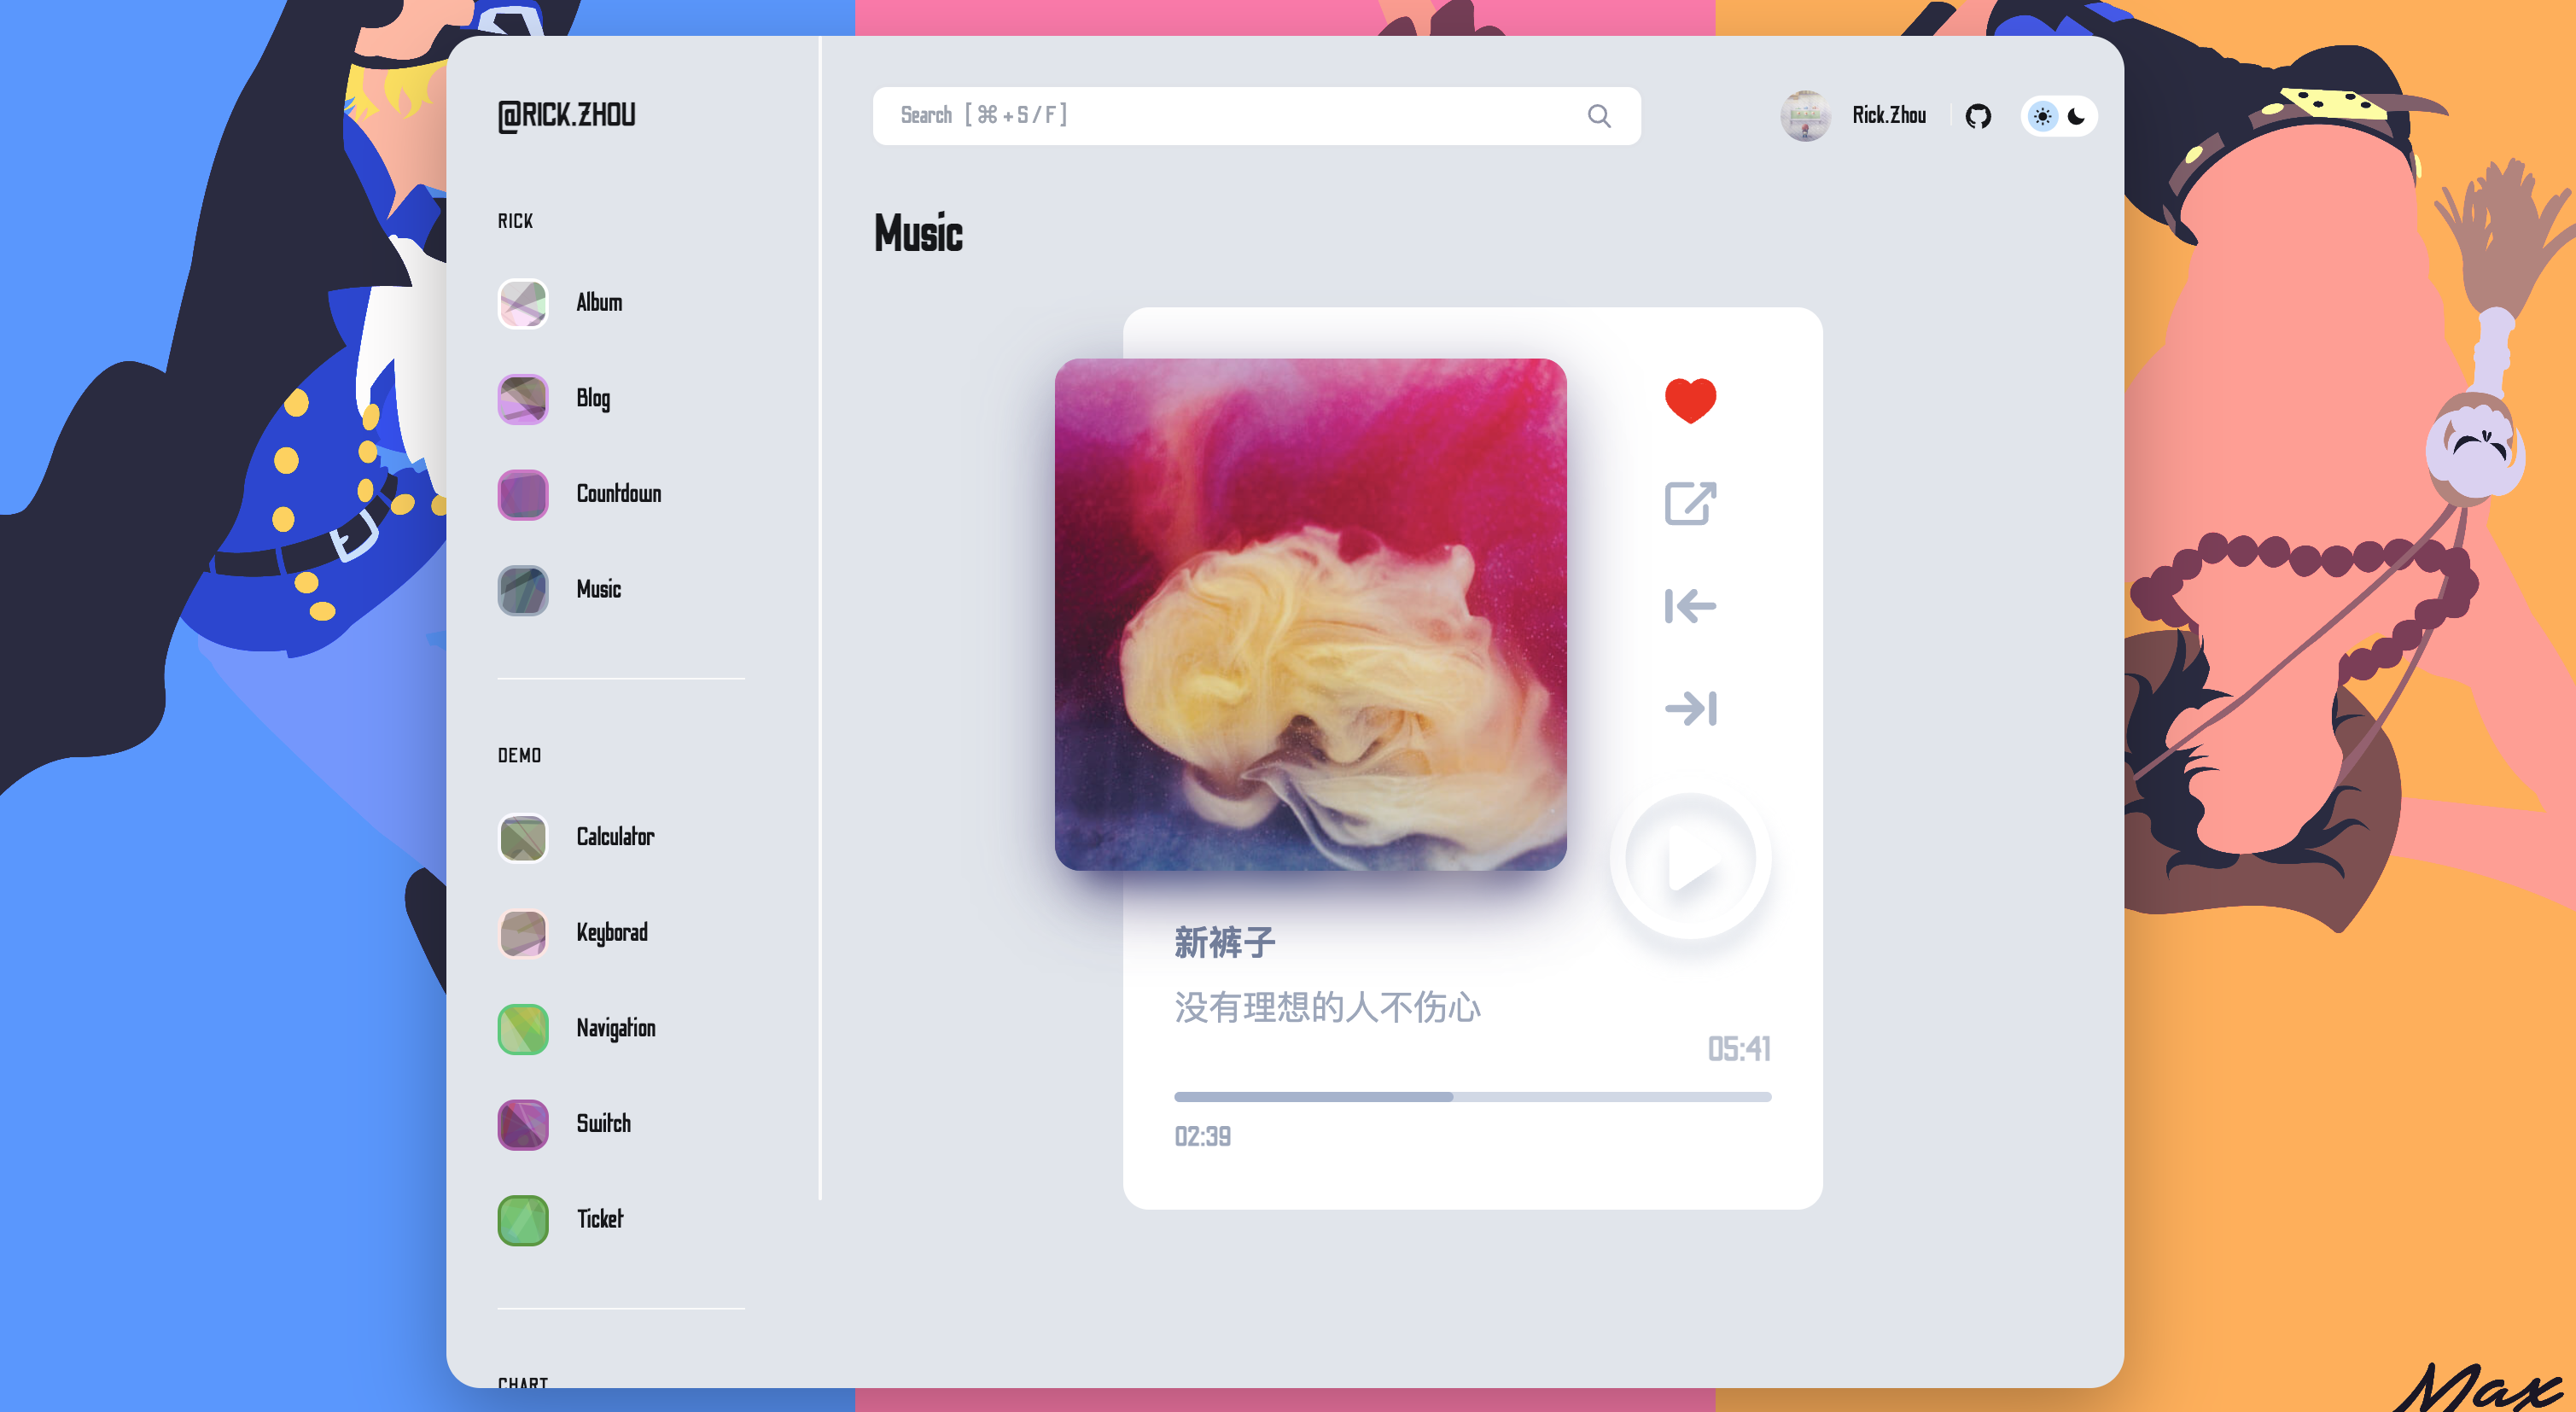 @RICK.ZHOU
Search [ ⌘ + S / F ]
Rick.Zhou
RICK
Album
Blog
Countdown
Music
DEMO
Calculator
Keyborad
Navigation
Switch
Ticket
CHART
Music
新裤子
没有理想的人不伤心
05:41
02:39
Max